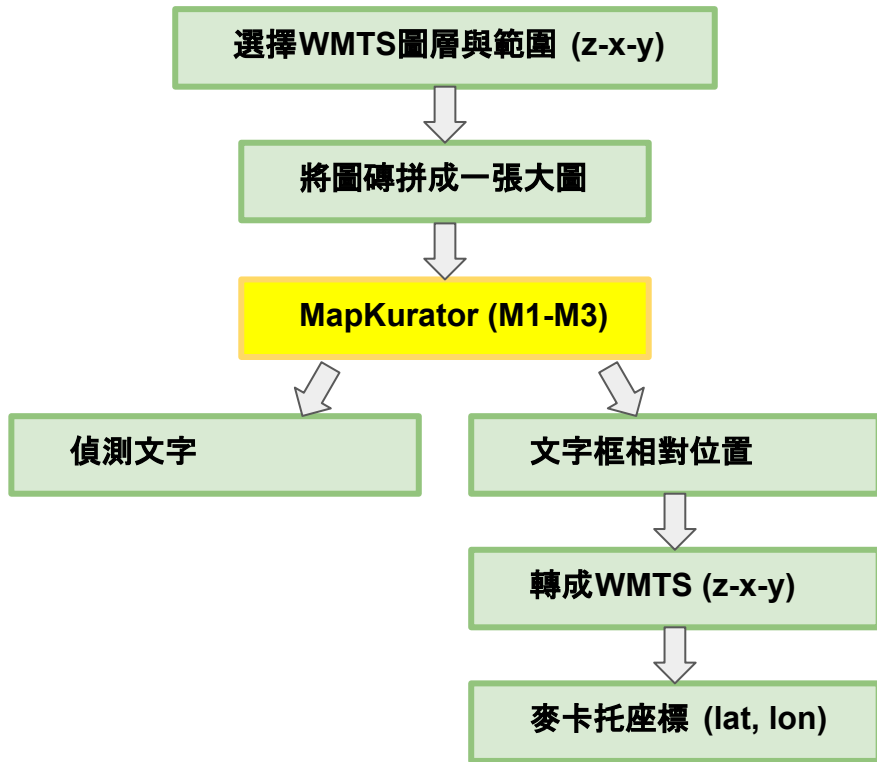 選擇WMTS圖層與範圍 (z-x-y)
將圖磚拼成一張大圖
MapKurator (M1-M3)
偵測文字
文字框相對位置
轉成WMTS (z-x-y)
麥卡托座標 (lat, lon)